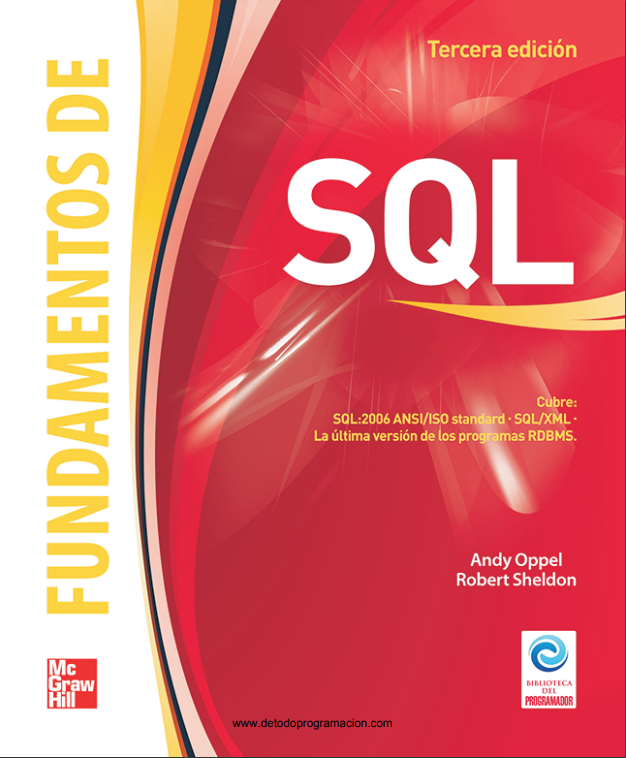 Tercera edición
FUNDAMENTOS DE
SQL
Cubre:
SQL:2006 ANSI/ISO standard · SQL/XML ·
La última versión de los programas RDBMS.
Andy Oppel
Robert Sheldon
Mc
Graw
Hill
BIBLIOTECA
DEL
PROGRAMADOR
www.detodoprogramacion.com